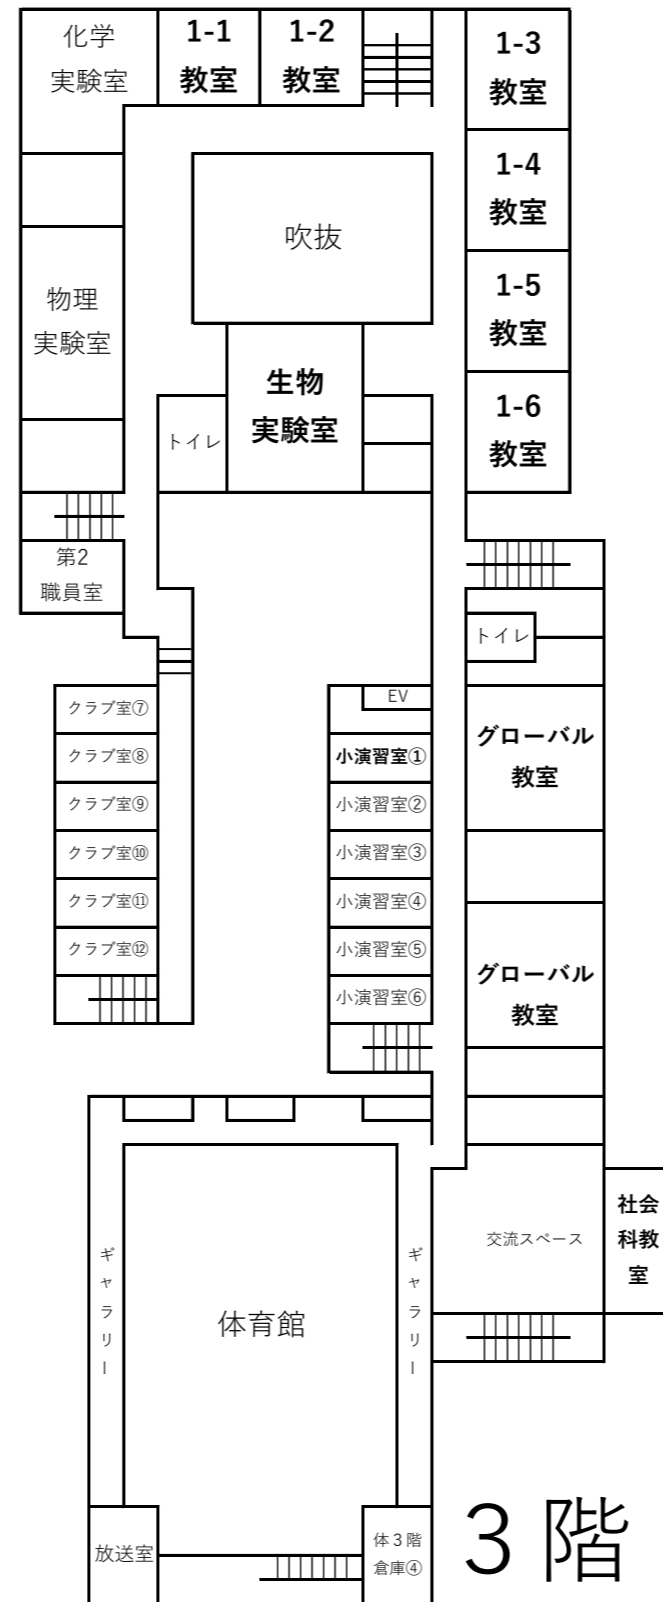 化学
実験室
1-1
教室
1-2
教室
1-3
教室
1-4
教室
吹抜
1-5
教室
物理
実験室
生物
実験室
1-6
教室
トイレ
第2
職員室
トイレ
EV
クラブ室⑦
クラブ室⑧
クラブ室⑨
クラブ室⑩
クラブ室⑪
クラブ室⑫
小演習室①
小演習室②
小演習室③
小演習室④
小演習室⑤
小演習室⑥
グローバル
教室
グローバル
教室
ギャラリー
体育館
ギャラリー
交流スペース
社会
科教
室
放送室
体3階
倉庫④
3階